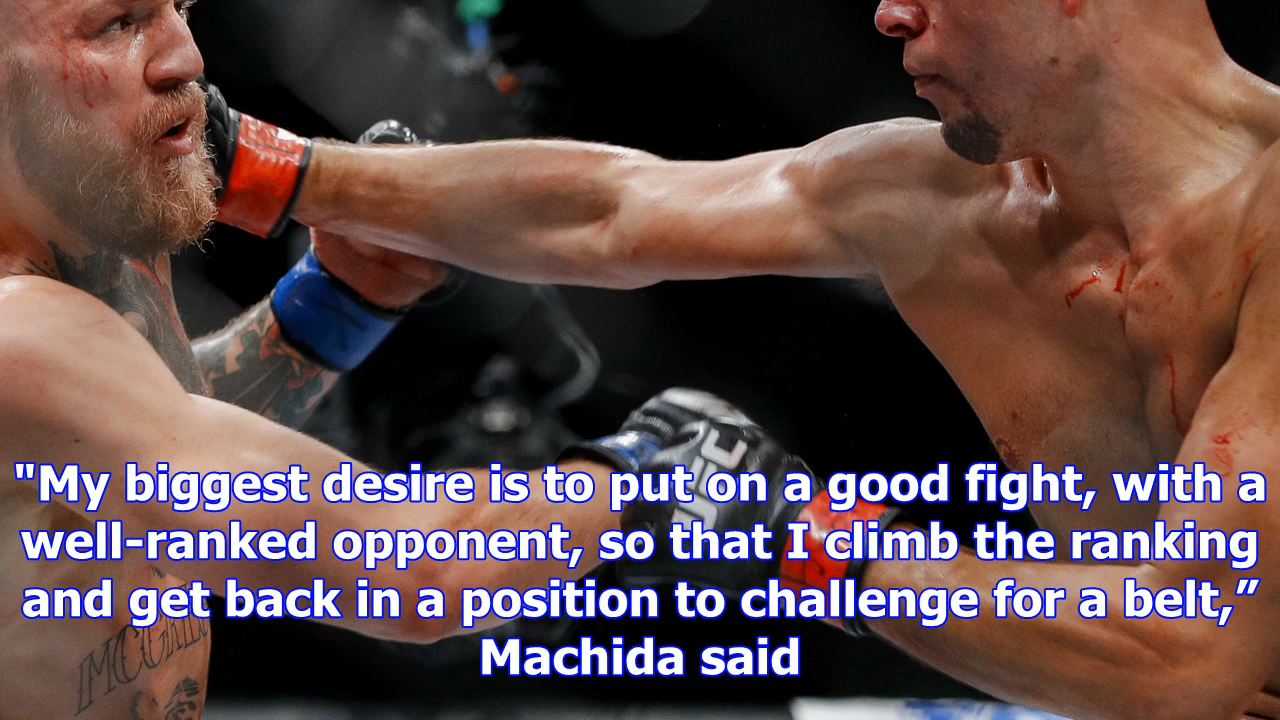 UFC
"My biggest desire is to put on a good fight, with a
well-ranked opponent, so that I climb the ranking
and get back in a position to challenge for a belt,”
Machida said